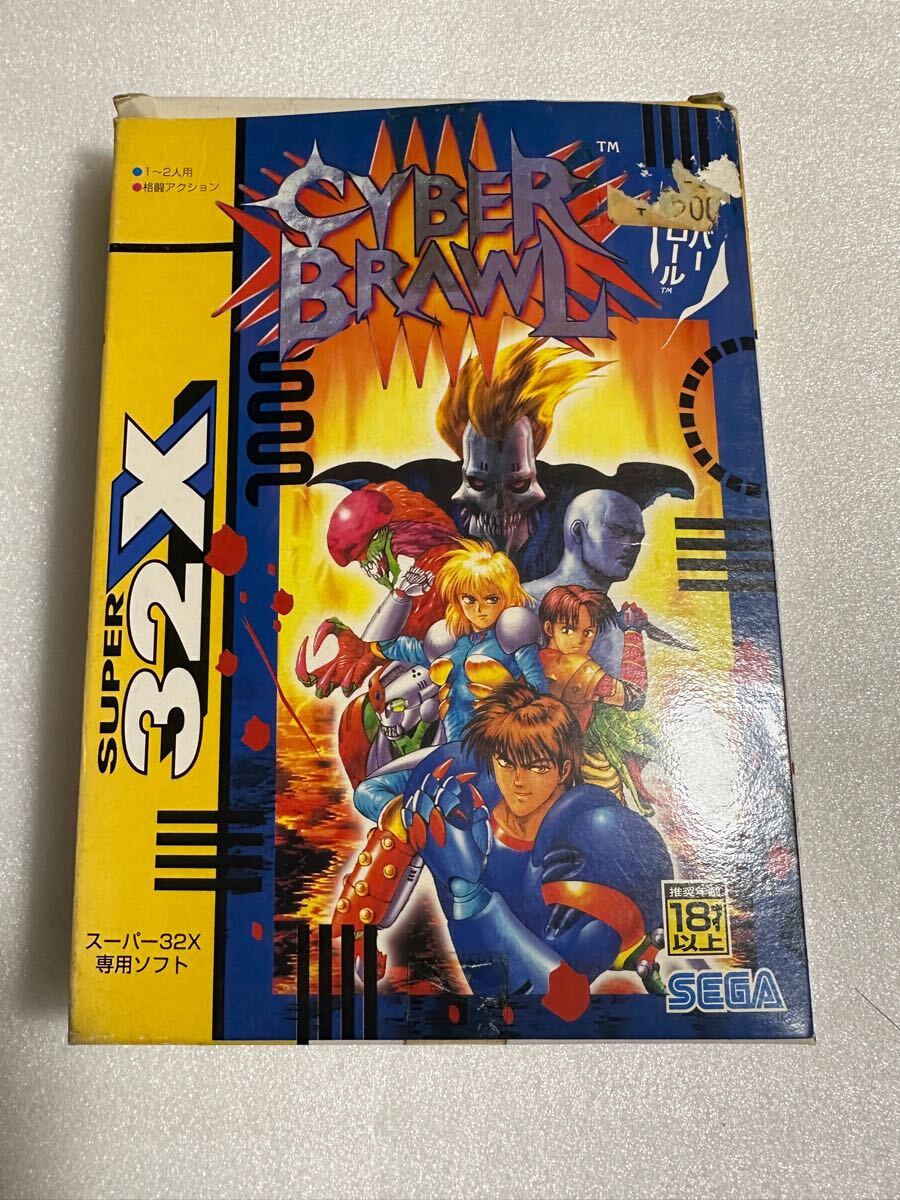 ● 1～2人用
● 格闘アクション
CYBER
BRAWL
TM
500
バー
ロール
TM
SUPER
32X
推奨年齢
18才
以上
スーパー32X
専用ソフト
SEGA